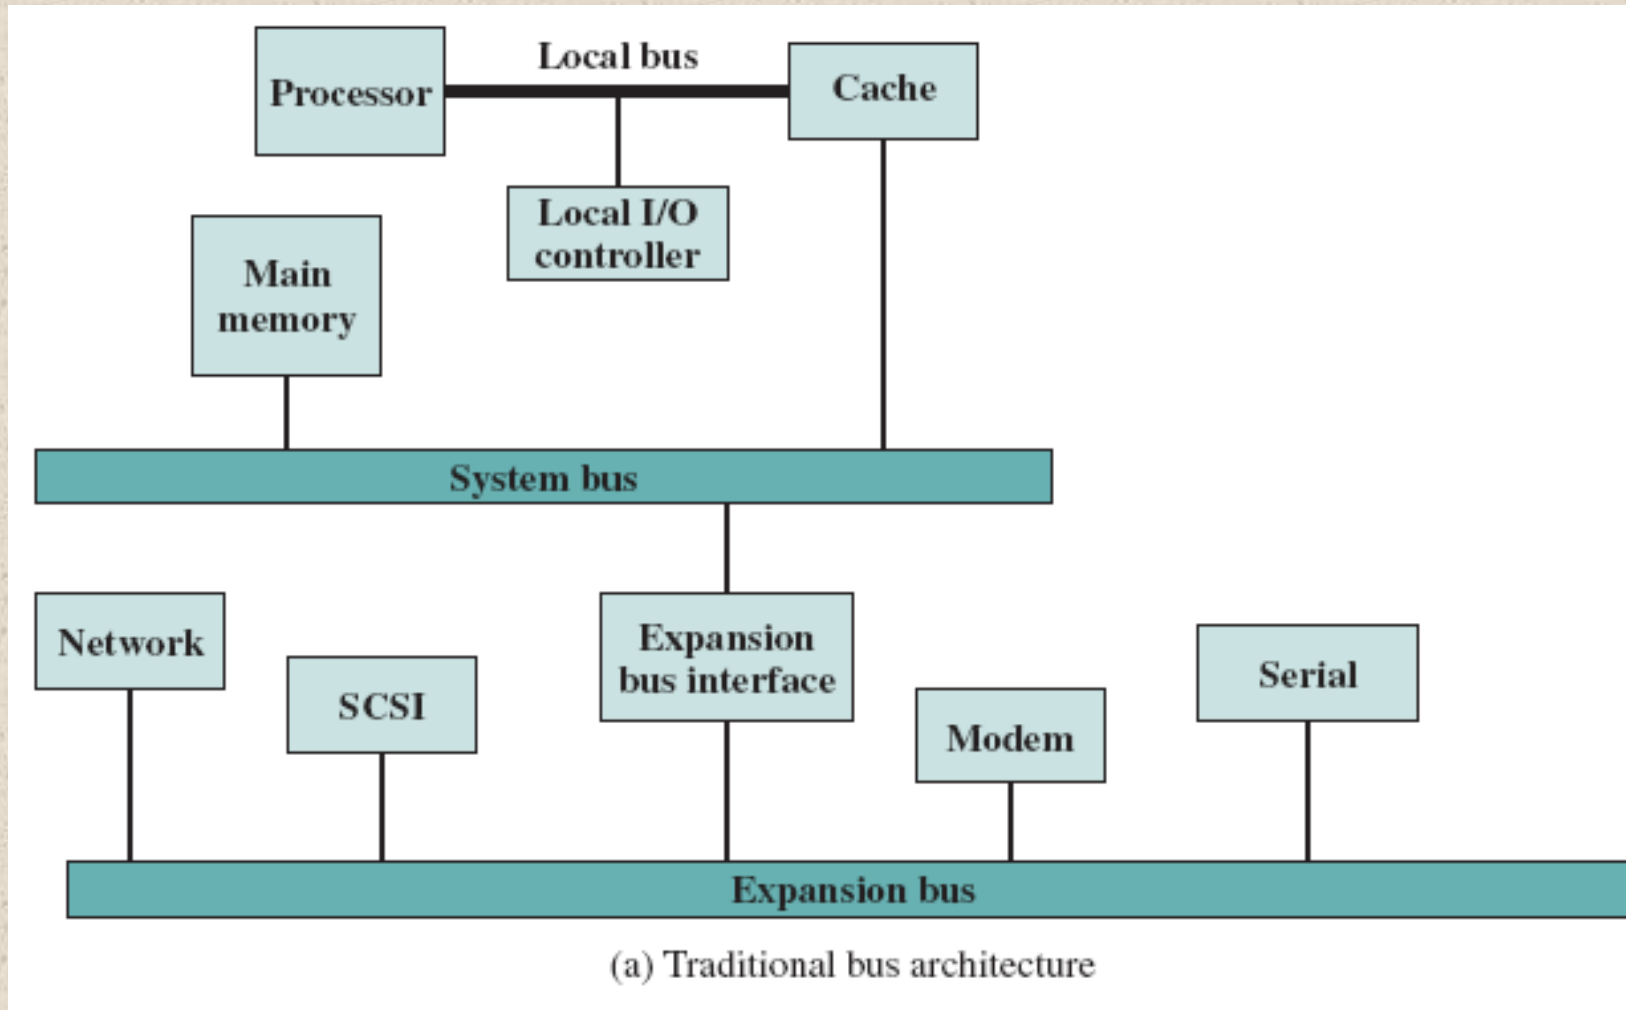 Local bus
Processor
Cache
Local I/O
controller
Main
memory
System bus
Network
SCSI
Expansion
bus interface
Modem
Serial
Expansion bus
(a) Traditional bus architecture